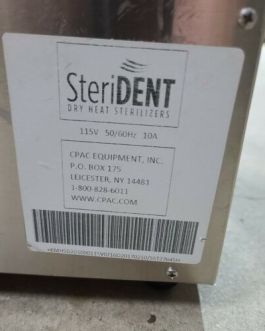 SteriDENT
DRY HEAT STERILIZERS
115V 50/60Hz 10A
CPAC EQUIPMENT, INC.
P.O. BOX 175
LEICESTER, NY 14481
1-800-828-6011
WWW.CPAC.COM